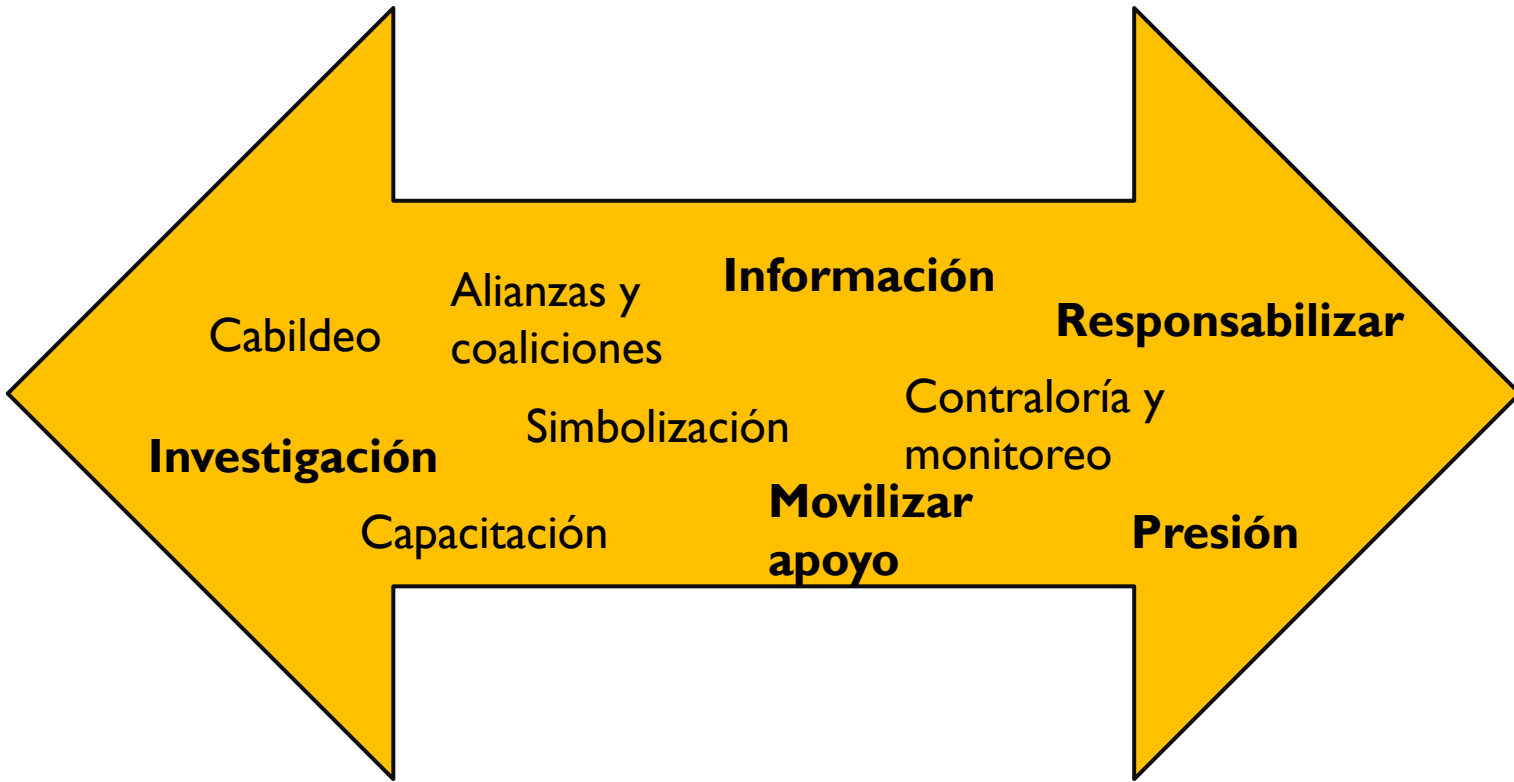 Cabildeo
Alianzas y
coaliciones
Información
Responsabilizar
Investigación
Simbolización
Contraloría y
monitoreo
Capacitación
Movilizar
apoyo
Presión